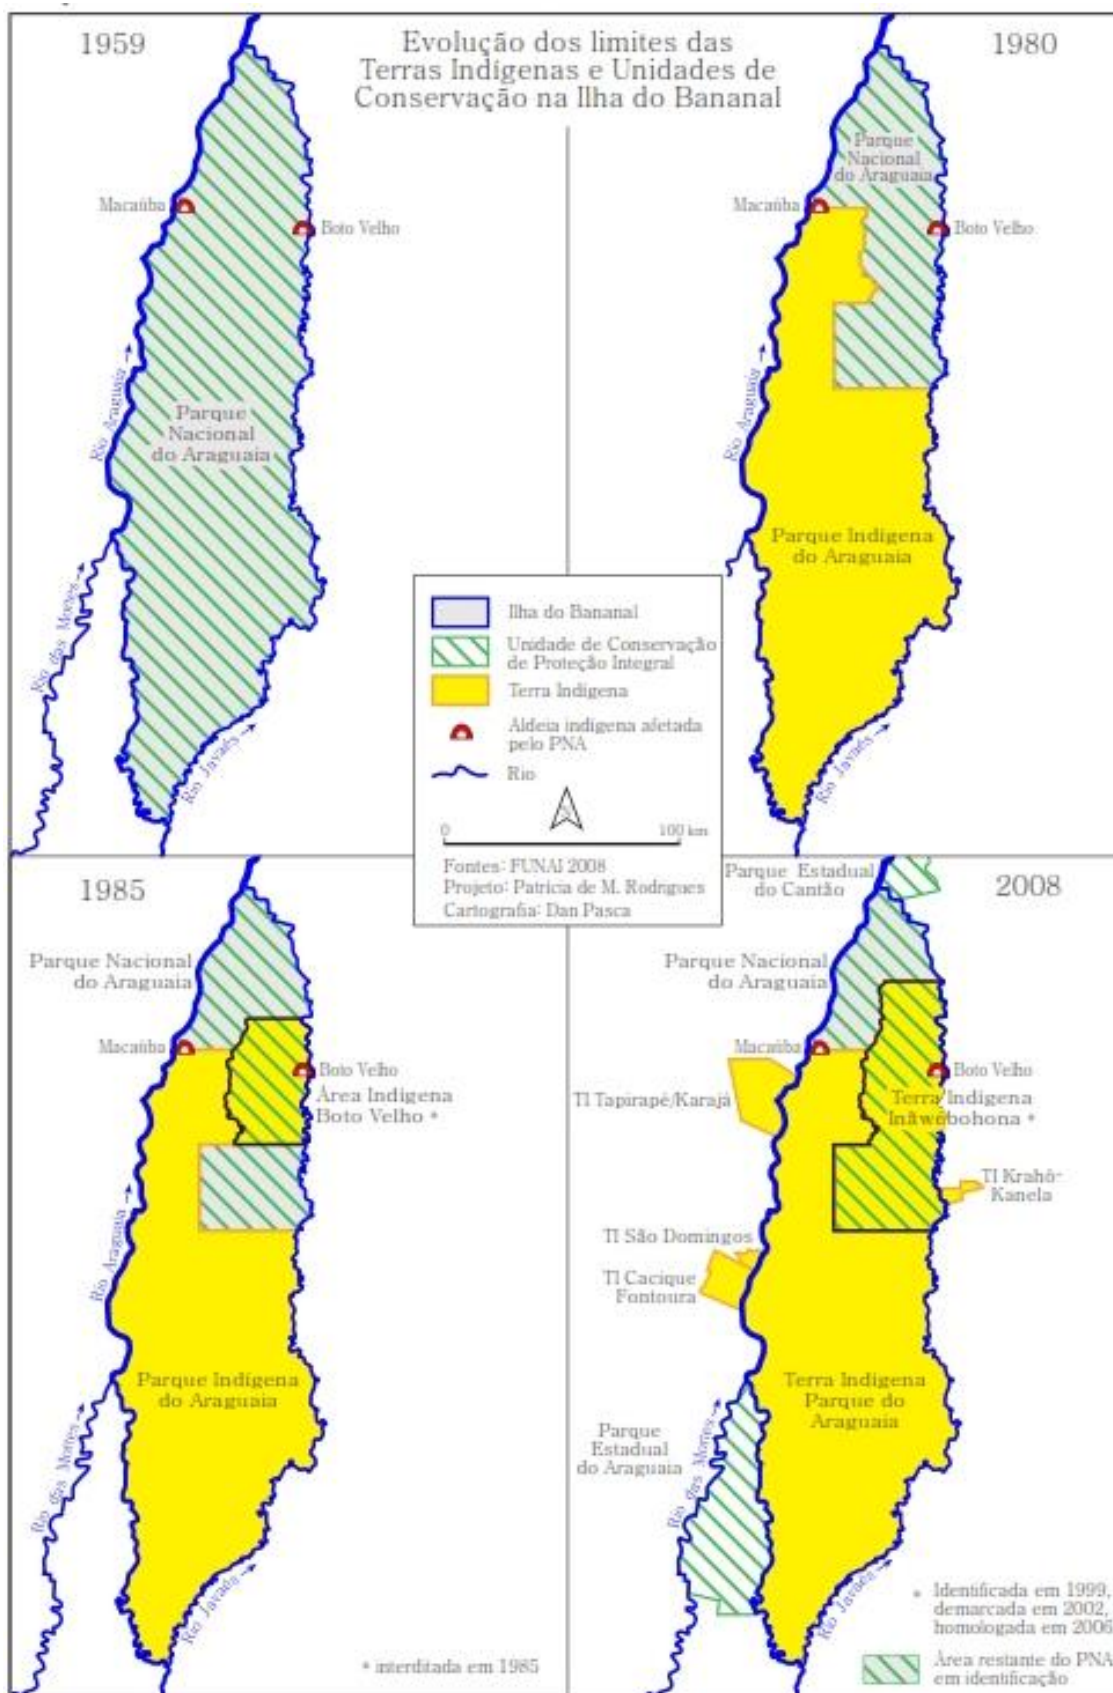 1959
Evolução dos limites das
Terras Indígenas e Unidades de
Conservação na Ilha do Bananal
1980
Macaúba
Boto Velho
Rio Araguaia
Parque
Nacional
do Araguaia
Rio das Mortes
Rio Javaés
Parque
Nacional
do Araguaia
Macaúba
Boto Velho
Rio Araguaia
Parque Indígena
do Araguaia
Rio Javaés
Ilha do Bananal
Unidade de Conservação
de Proteção Integral
Terra Indígena
Aldeia indígena afetada
pelo PNA
Rio
0 100 km
Fontes: FUNAI 2008
Projeto: Patrícia de M. Rodrigues
Cartografia: Dan Pasca
1985
Parque Nacional
do Araguaia
Macaúba
Boto Velho
Área Indígena
Boto Velho *
Rio Araguaia
Parque Indígena
do Araguaia
Rio das Mortes
Rio Javaés
* interditada em 1985
Parque Estadual
do Cantão
2008
Parque Nacional
do Araguaia
Macaúba
Boto Velho
TI Tapirapé/Karajá
Terra Indígena
Inãwébohona *
TI Krahô-
Kanela
TI São Domingos
TI Cacique
Fontoura
Terra Indígena
Parque do
Araguaia
Parque
Estadual
do Araguaia
Rio das Mortes
Rio Javaés
* Identificada em 1999,
demarcada em 2002,
homologada em 2006
Área restante do PNA
em identificação